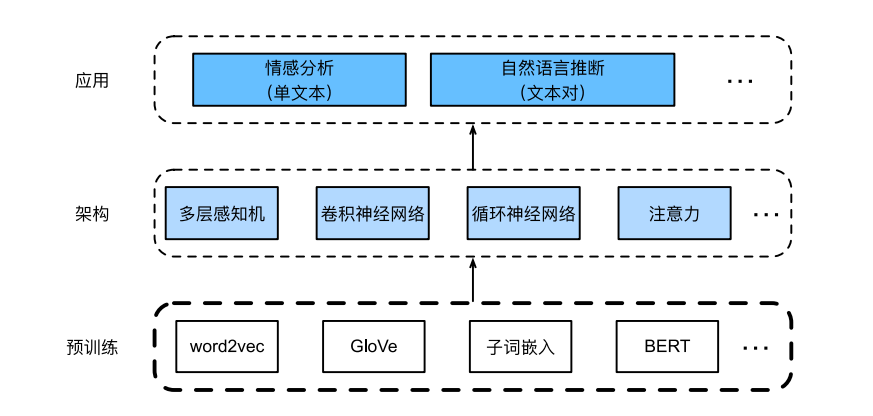 应用
情感分析
(单文本)
自然语言推断
(文本对)
...
架构
多层感知机
卷积神经网络
循环神经网络
注意力
...
预训练
word2vec
GloVe
子词嵌入
BERT
...